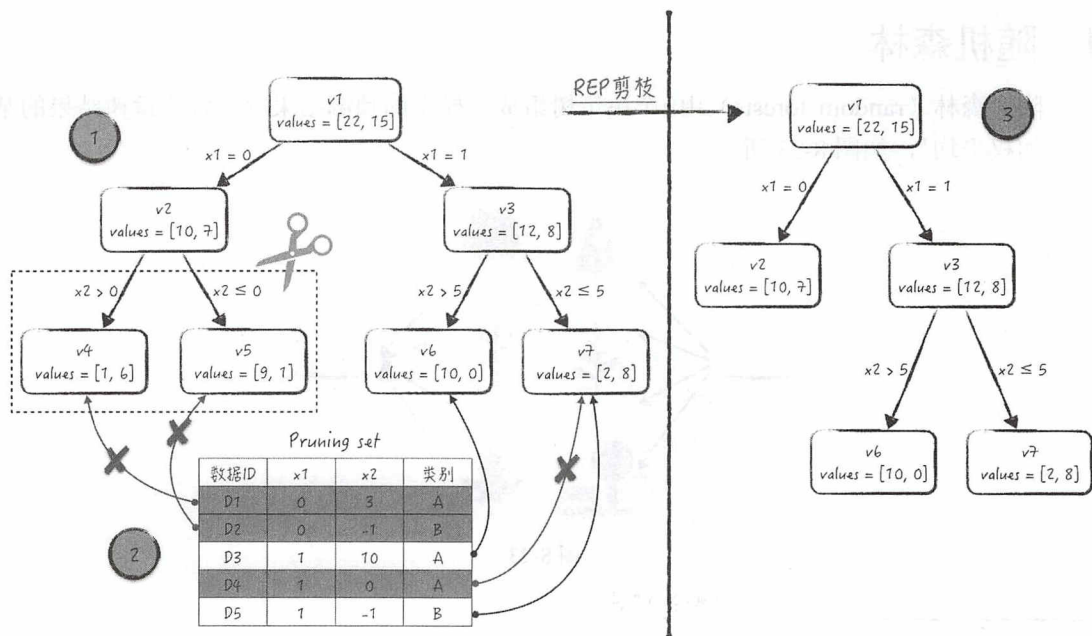 REP剪枝
1
v1
values = [22, 15]
x1 = 0
x1 = 1
v2
values = [10, 7]
v3
values = [12, 8]
x2 > 0
x2 ≤ 0
x2 > 5
x2 ≤ 5
v4
values = [1, 6]
v5
values = [9, 1]
v6
values = [10, 0]
v7
values = [2, 8]
2
Pruning set
数据ID x1 x2 类别
D1 0 3 A
D2 0 -1 B
D3 1 10 A
D4 1 0 A
D5 1 -1 B
3
v1
values = [22, 15]
x1 = 0
x1 = 1
v2
values = [10, 7]
v3
values = [12, 8]
x2 > 5
x2 ≤ 5
v6
values = [10, 0]
v7
values = [2, 8]